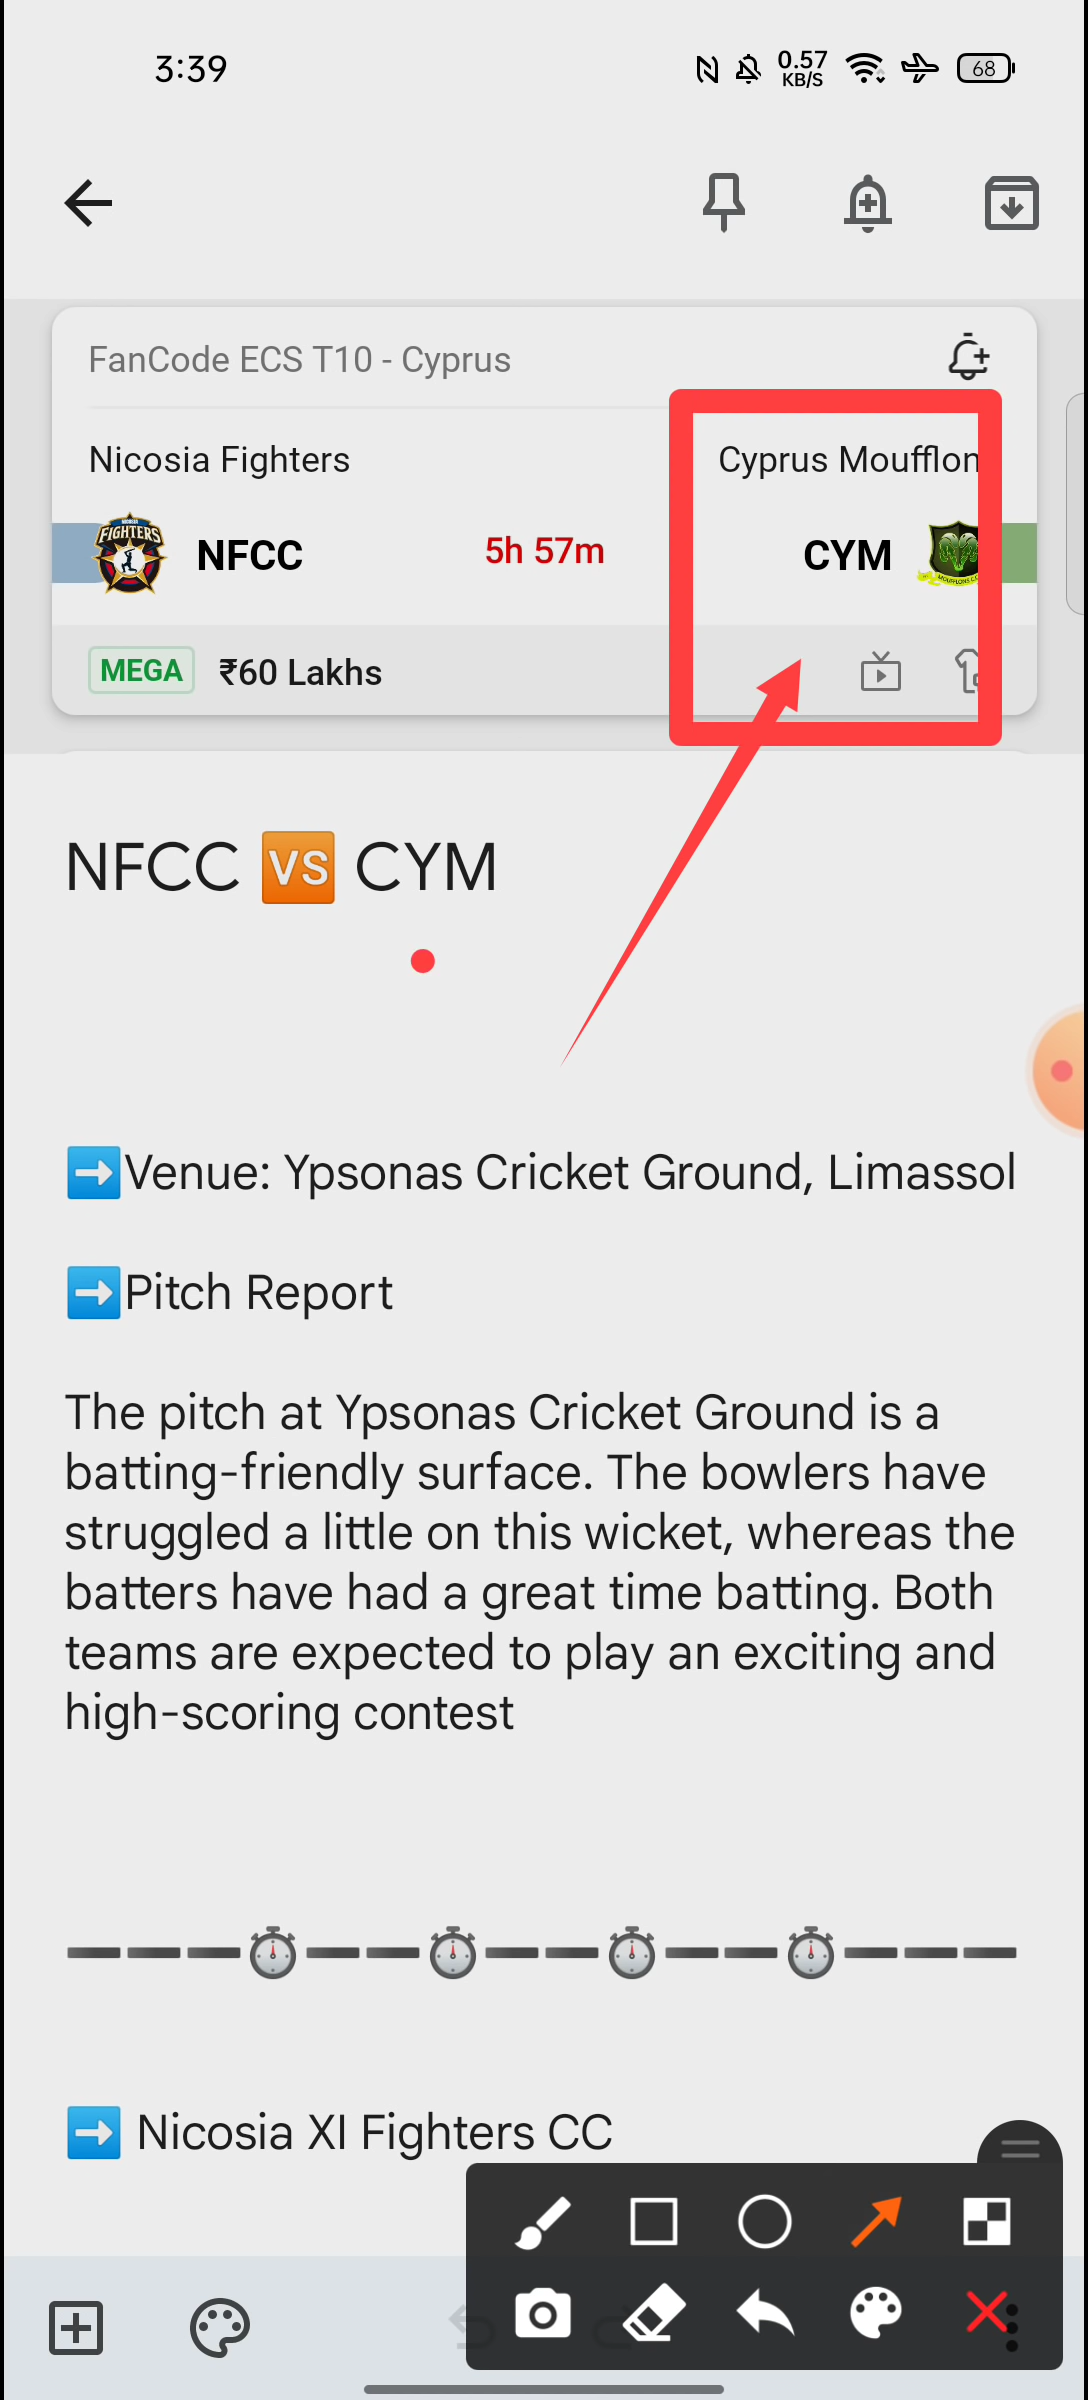 3:39
0.57
KB/S
68
FanCode ECS T10 - Cyprus
Nicosia Fighters
Cyprus Moufflon
FIGHTERS
NFCC
5h 57m
CYM
MEGA
₹60 Lakhs
NFCC VS CYM
Venue: Ypsonas Cricket Ground, Limassol
Pitch Report
The pitch at Ypsonas Cricket Ground is a
batting-friendly surface. The bowlers have
struggled a little on this wicket, whereas the
batters have had a great time batting. Both
teams are expected to play an exciting and
high-scoring contest
Nicosia XI Fighters CC